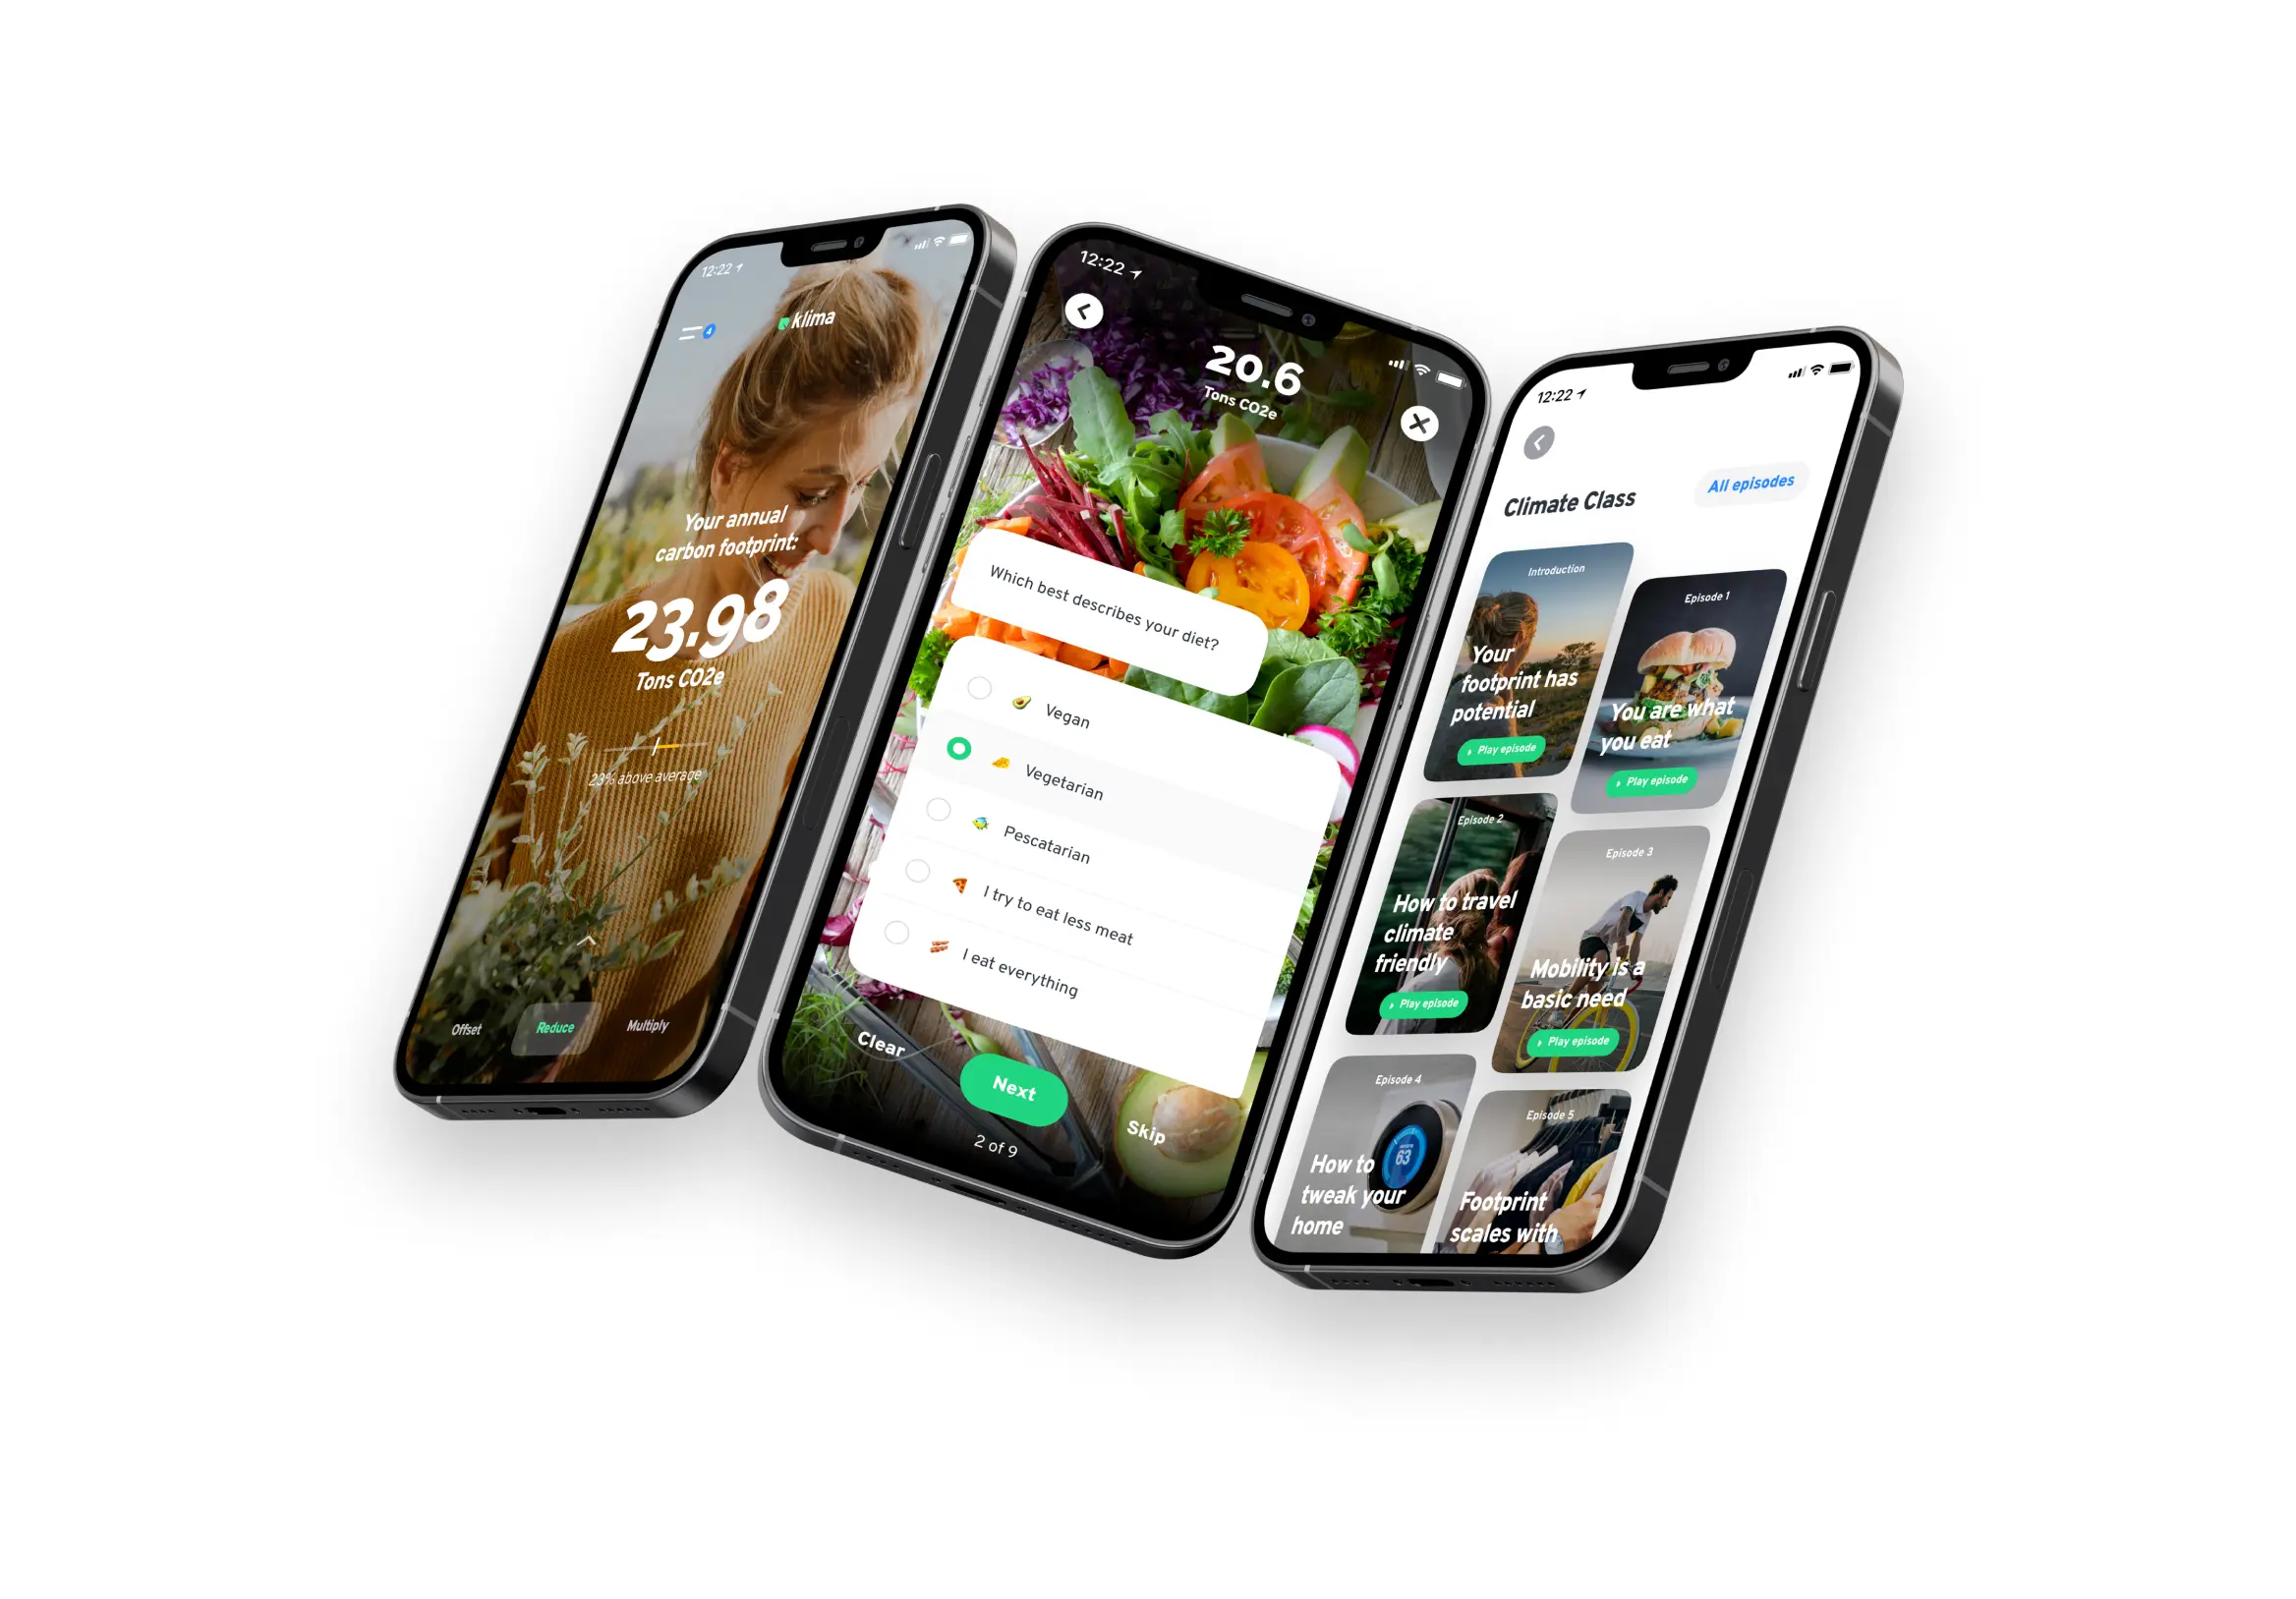 12:22
4
klima
Your annual
carbon footprint:
23.98
Tons CO2e
23% above average
Offset
Reduce
Multiply
12:22
20.6
Tons CO2e
Which best describes your diet?
Vegan
Vegetarian
Pescatarian
I try to eat less meat
I eat everything
Clear
Next
Skip
2 of 9
12:22
Climate Class
All episodes
Introduction
Your
footprint has
potential
Play episode
Episode 1
You are what
you eat
Play episode
Episode 2
How to travel
climate
friendly
Play episode
Episode 3
Mobility is a
basic need
Play episode
Episode 4
63
How to
tweak your
home
Episode 5
Footprint
scales with